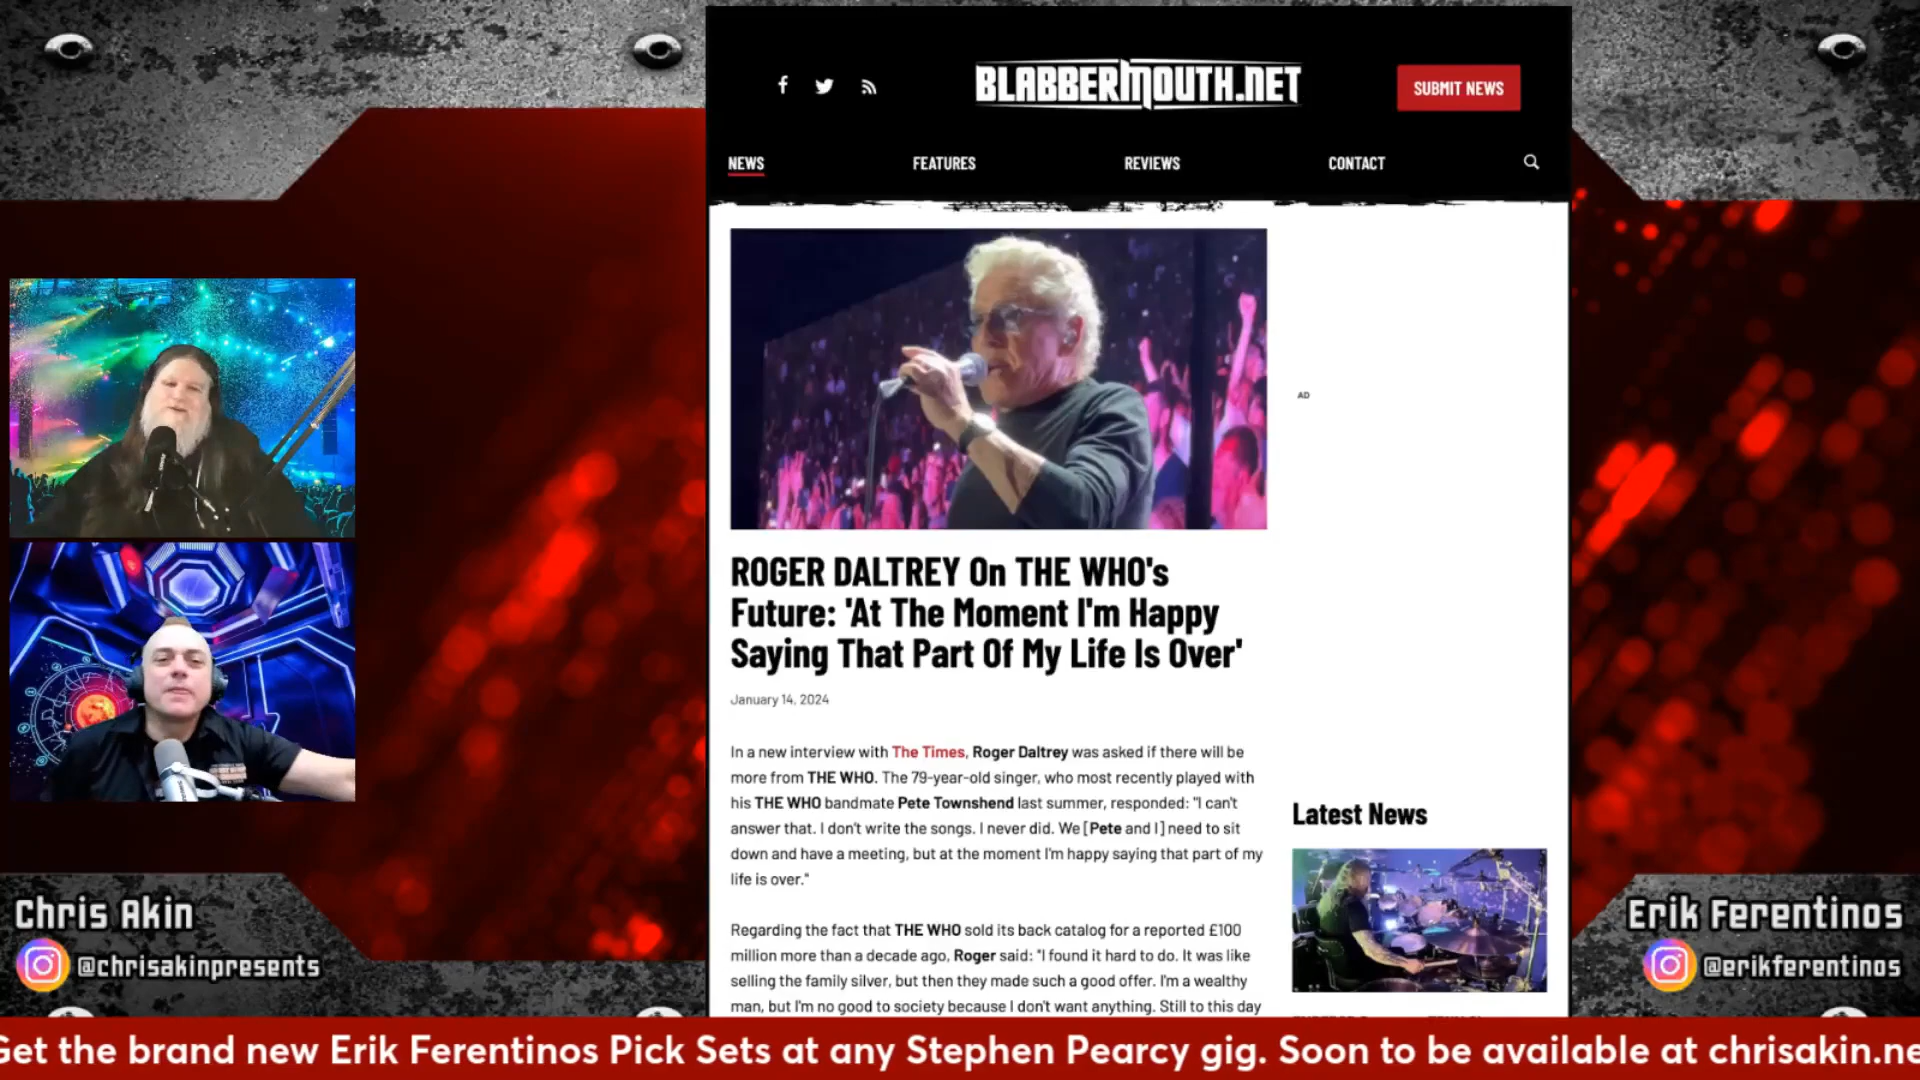 BLABBERMOUTH.NET
SUBMIT NEWS
NEWS
FEATURES
REVIEWS
CONTACT
AD
ROGER DALTREY On THE WHO's
Future: 'At The Moment I'm Happy
Saying That Part Of My Life Is Over'
January 14, 2024
In a new interview with The Times, Roger Daltrey was asked if there will be
more from THE WHO. The 79-year-old singer, who most recently played with
his THE WHO bandmate Pete Townshend last summer, responded: "I can't
answer that. I don't write the songs. I never did. We [Pete and I] need to sit
down and have a meeting, but at the moment I'm happy saying that part of my
life is over."
Regarding the fact that THE WHO sold its back catalog for a reported £100
million more than a decade ago, Roger said: "I found it hard to do. It was like
selling the family silver, but then they made such a good offer. I'm a wealthy
man, but I'm no good to society because I don't want anything. Still to this day
Latest News
Chris Akin
@chrisakinpresents
Erik Ferentinos
@erikferentinos
Get the brand new Erik Ferentinos Pick Sets at any Stephen Pearcy gig. Soon to be available at chrisakin.ne